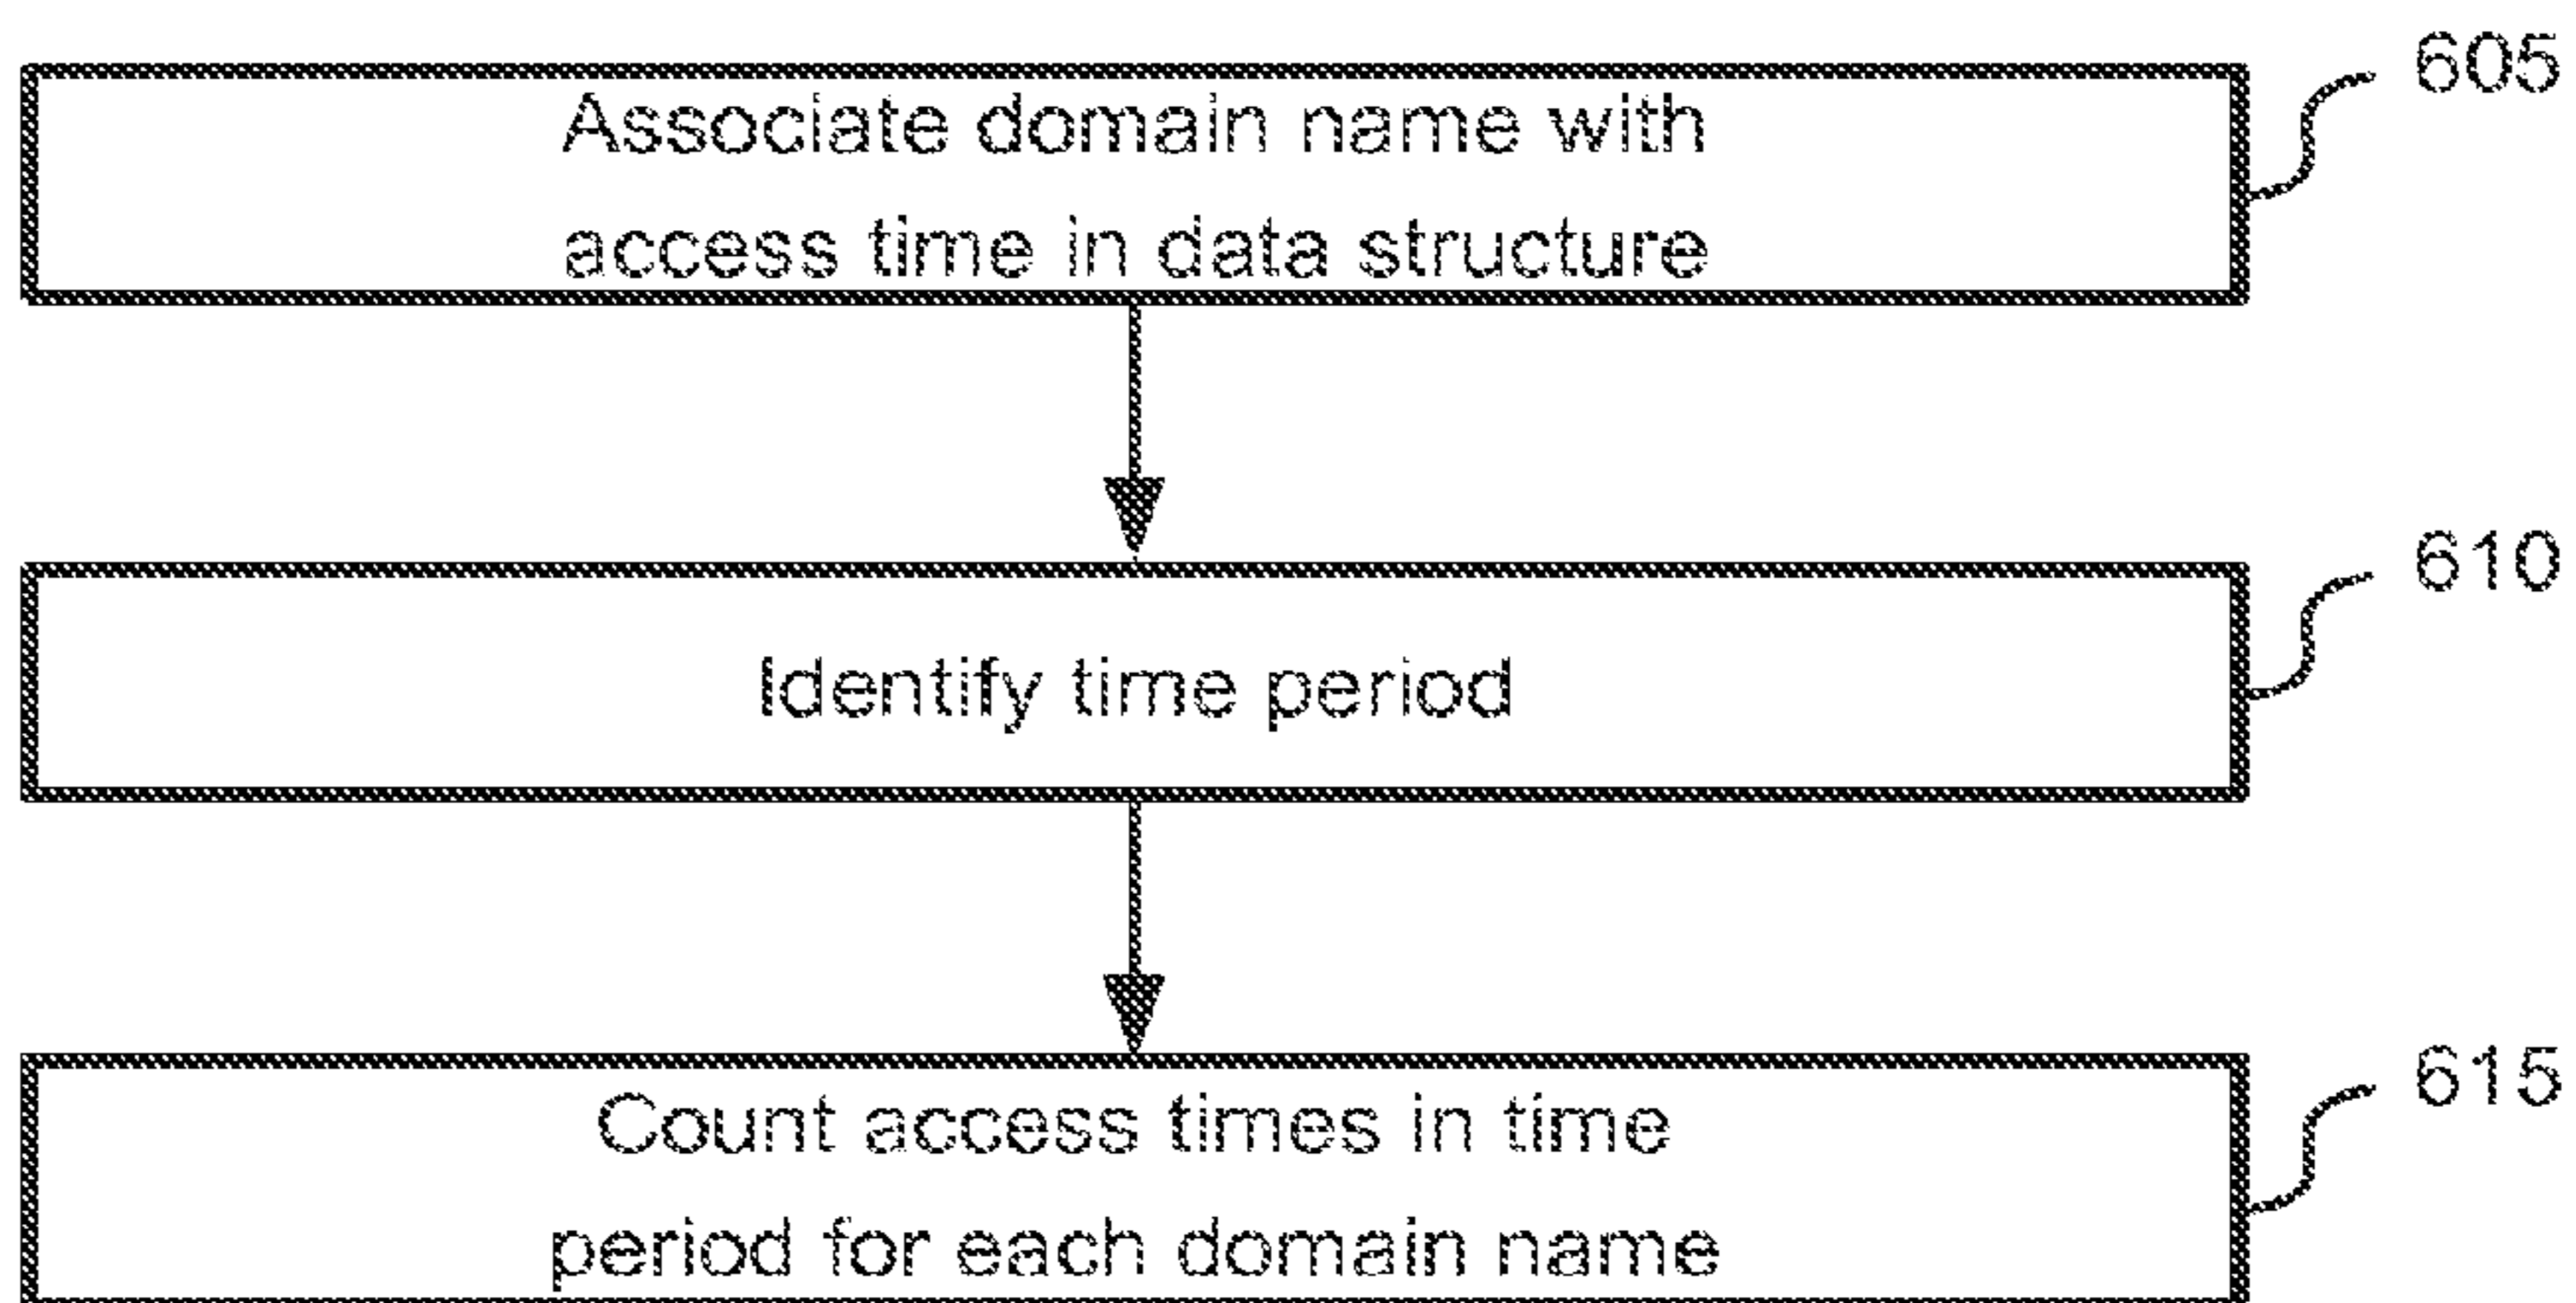 605
Associate domain name with
access time in data structure
610
Identify time period
615
Count access times in time
period for each domain name